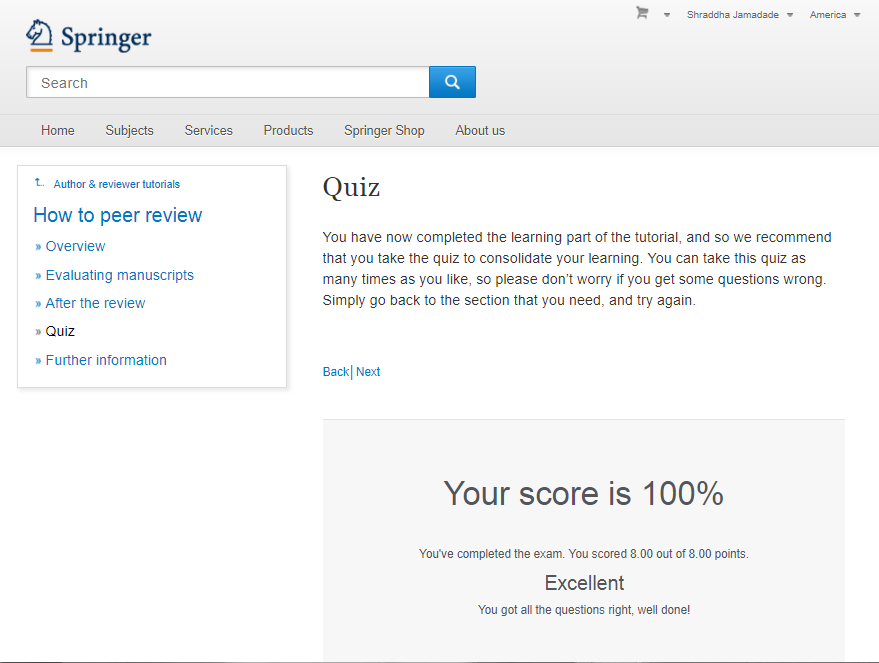 Shraddha Jamadade America
Springer
Search
Home Subjects Services Products Springer Shop About us
Author & reviewer tutorials
How to peer review
» Overview
» Evaluating manuscripts
» After the review
» Quiz
» Further information
Quiz
You have now completed the learning part of the tutorial, and so we recommend
that you take the quiz to consolidate your learning. You can take this quiz as
many times as you like, so please don’t worry if you get some questions wrong.
Simply go back to the section that you need, and try again.
Back| Next
Your score is 100%
You've completed the exam. You scored 8.00 out of 8.00 points.
Excellent
You got all the questions right, well done!